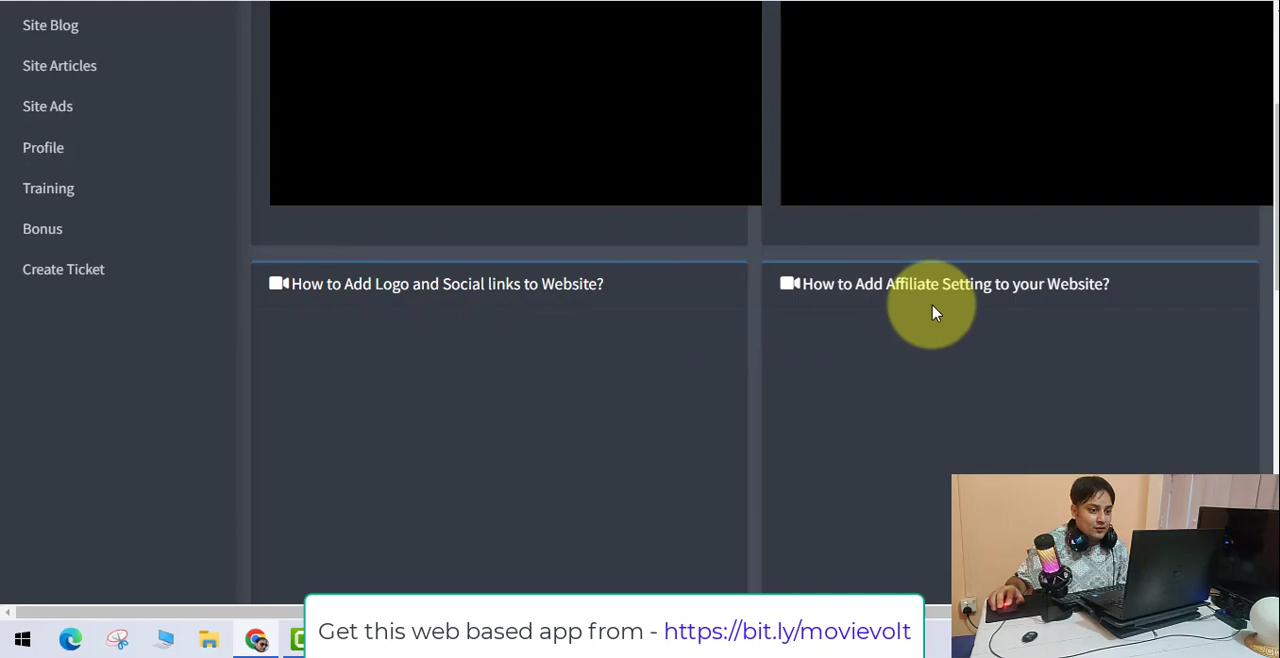 Site Blog
Site Articles
Site Ads
Profile
Training
Bonus
Create Ticket
How to Add Logo and Social links to Website?
How to Add Affiliate Setting to your Website?
Get this web based app from - https://bit.ly/movievolt